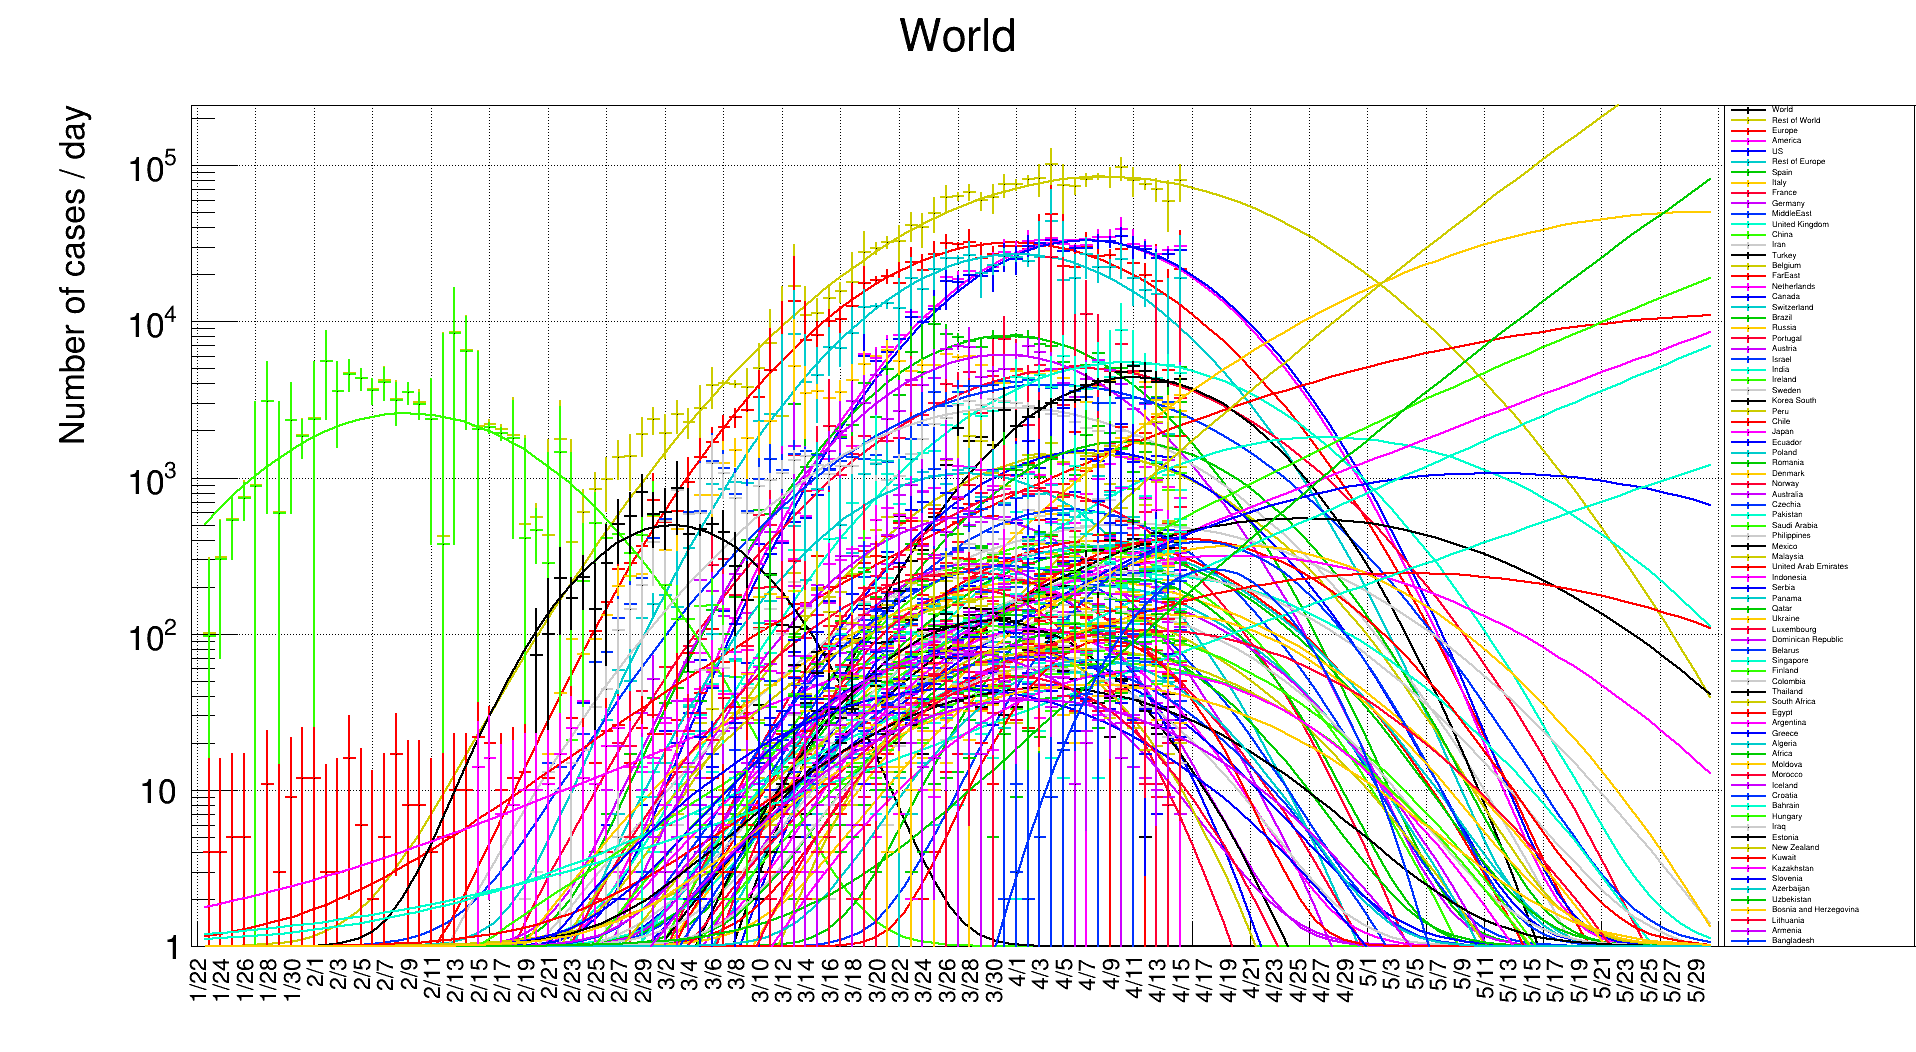 World
Number of cases / day
10^5
10^4
10^3
10^2
10
1
1/22
1/24
1/26
1/28
1/30
2/1
2/3
2/5
2/7
2/9
2/11
2/13
2/15
2/17
2/19
2/21
2/23
2/25
2/27
2/29
3/2
3/4
3/6
3/8
3/10
3/12
3/14
3/16
3/18
3/20
3/22
3/24
3/26
3/28
3/30
4/1
4/3
4/5
4/7
4/9
4/11
4/13
4/15
4/17
4/19
4/21
4/23
4/25
4/27
4/29
5/1
5/3
5/5
5/7
5/9
5/11
5/13
5/15
5/17
5/19
5/21
5/23
5/25
5/27
5/29
World
Rest of World
Europe
America
US
Rest of Europe
Spain
Italy
France
Germany
MiddleEast
United Kingdom
China
Iran
Turkey
Belgium
FarEast
Netherlands
Canada
Switzerland
Brazil
Russia
Portugal
Austria
Israel
India
Ireland
Sweden
Korea South
Peru
Chile
Japan
Ecuador
Poland
Romania
Denmark
Norway
Australia
Czechia
Pakistan
Saudi Arabia
Philippines
Mexico
Malaysia
United Arab Emirates
Indonesia
Serbia
Panama
Qatar
Ukraine
Luxembourg
Dominican Republic
Belarus
Singapore
Finland
Colombia
Thailand
South Africa
Egypt
Argentina
Greece
Algeria
Africa
Moldova
Morocco
Iceland
Croatia
Bahrain
Hungary
Iraq
Estonia
New Zealand
Kuwait
Kazakhstan
Slovenia
Azerbaijan
Uzbekistan
Bosnia and Herzegovina
Lithuania
Armenia
Bangladesh